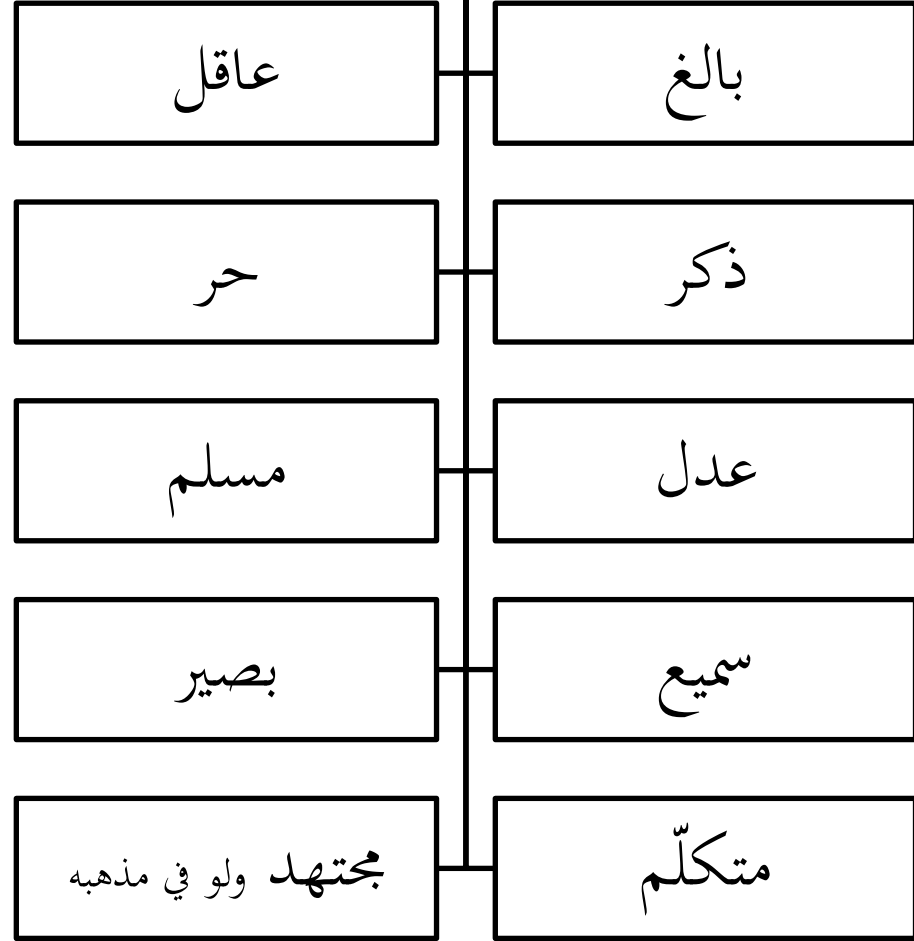 بالغ
عاقل
ذكر
حر
عدل
مسلم
سميع
بصير
متكلّم
مجتهد ولو في مذهبه